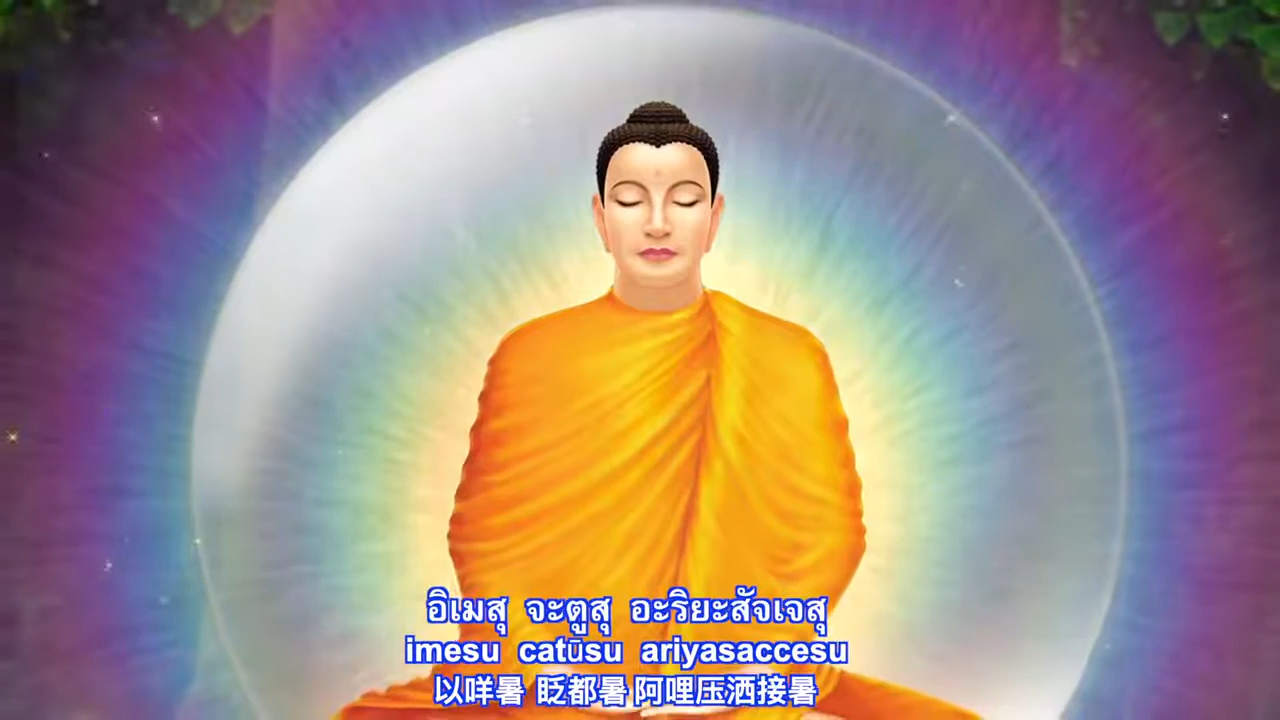 อิเมสุ จะตูสุ อะริยะสัจเจสุ
imesu catūsu ariyasaccesu
以咩暑 眨都暑 阿哩压洒接暑